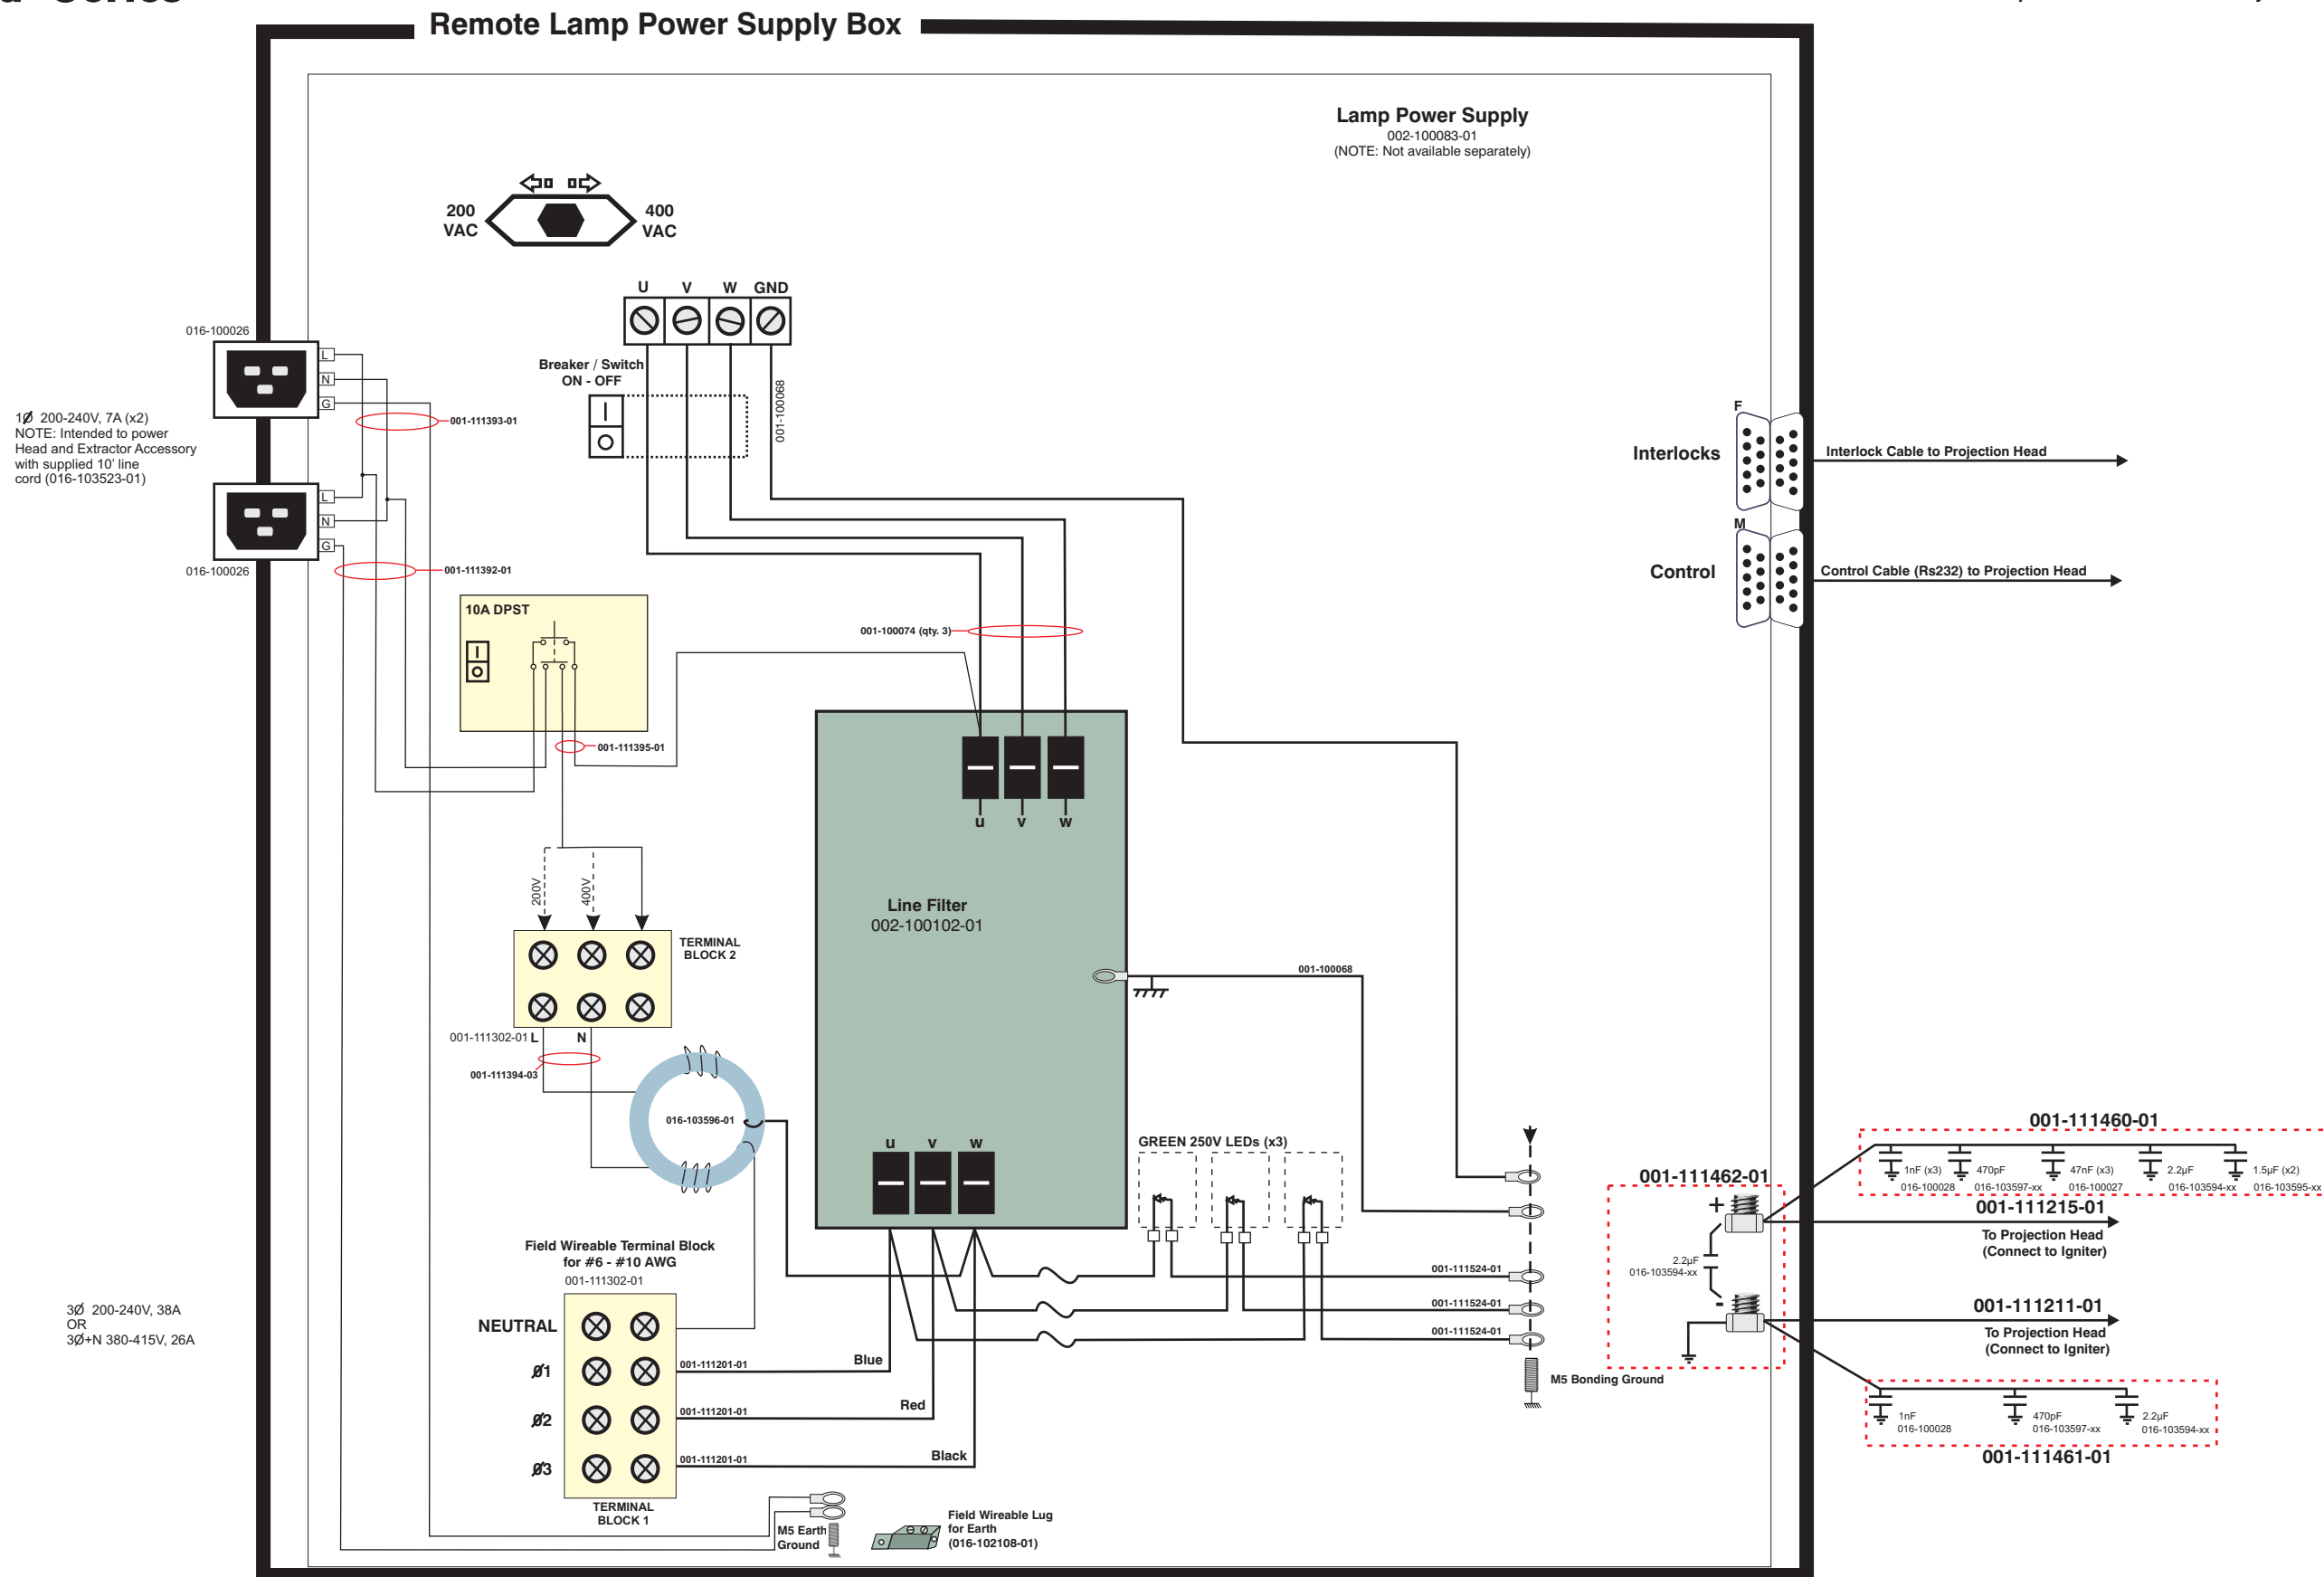 Remote Lamp Power Supply Box
Lamp Power Supply
002-100083-01
(NOTE: Not available separately)
200
VAC
400
VAC
U V W GND
Breaker / Switch
ON - OFF
001-100068
016-100026
L
N
G
001-111393-01
1Ø 200-240V, 7A (x2)
NOTE: Intended to power
Head and Extractor Accessory
with supplied 10' line
cord (016-103523-01)
L
N
G
016-100026
001-111392-01
Interlocks
F
Interlock Cable to Projection Head
Control
M
Control Cable (Rs232) to Projection Head
10A DPST
001-100074 (qty. 3)
001-111395-01
u v w
200V
400V
TERMINAL
BLOCK 2
Line Filter
002-100102-01
001-100068
001-111302-01 L N
001-111394-03
016-103596-01
u v w
GREEN 250V LEDs (x3)
001-111524-01
001-111524-01
001-111524-01
M5 Bonding Ground
001-111462-01
+
2.2µF
016-103594-xx
-
001-111460-01
1nF (x3)
016-100028
470pF
016-103597-xx
47nF (x3)
016-100027
2.2µF
016-103594-xx
1.5µF (x2)
016-103595-xx
001-111215-01
To Projection Head
(Connect to Igniter)
001-111211-01
To Projection Head
(Connect to Igniter)
1nF
016-100028
470pF
016-103597-xx
2.2µF
016-103594-xx
001-111461-01
Field Wireable Terminal Block
for #6 - #10 AWG
001-111302-01
3Ø 200-240V, 38A
OR
3Ø+N 380-415V, 26A
NEUTRAL
Ø1
001-111201-01
Blue
Ø2
001-111201-01
Red
Ø3
001-111201-01
Black
TERMINAL
BLOCK 1
M5 Earth
Ground
Field Wireable Lug
for Earth
(016-102108-01)